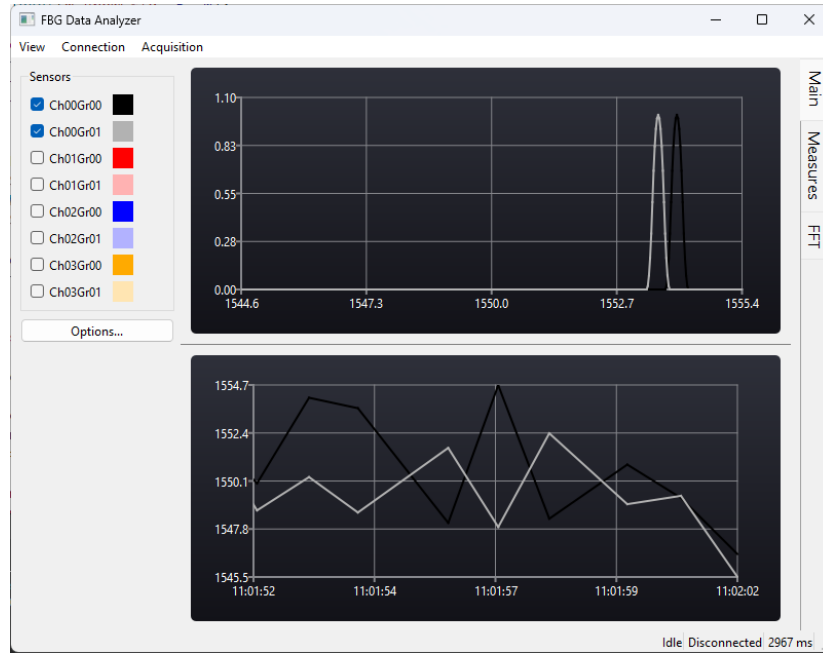 FBG Data Analyzer
View Connection Acquisition
Sensors
Ch00Gr00
Ch00Gr01
Ch01Gr00
Ch01Gr01
Ch02Gr00
Ch02Gr01
Ch03Gr00
Ch03Gr01
Options...
1.10
0.83
0.55
0.28
0.00
1544.6 1547.3 1550.0 1552.7 1555.4
1554.7
1552.4
1550.1
1547.8
1545.5
11:01:52 11:01:54 11:01:57 11:01:59 11:02:02
Main
Measures
FFT
Idle Disconnected 2967 ms